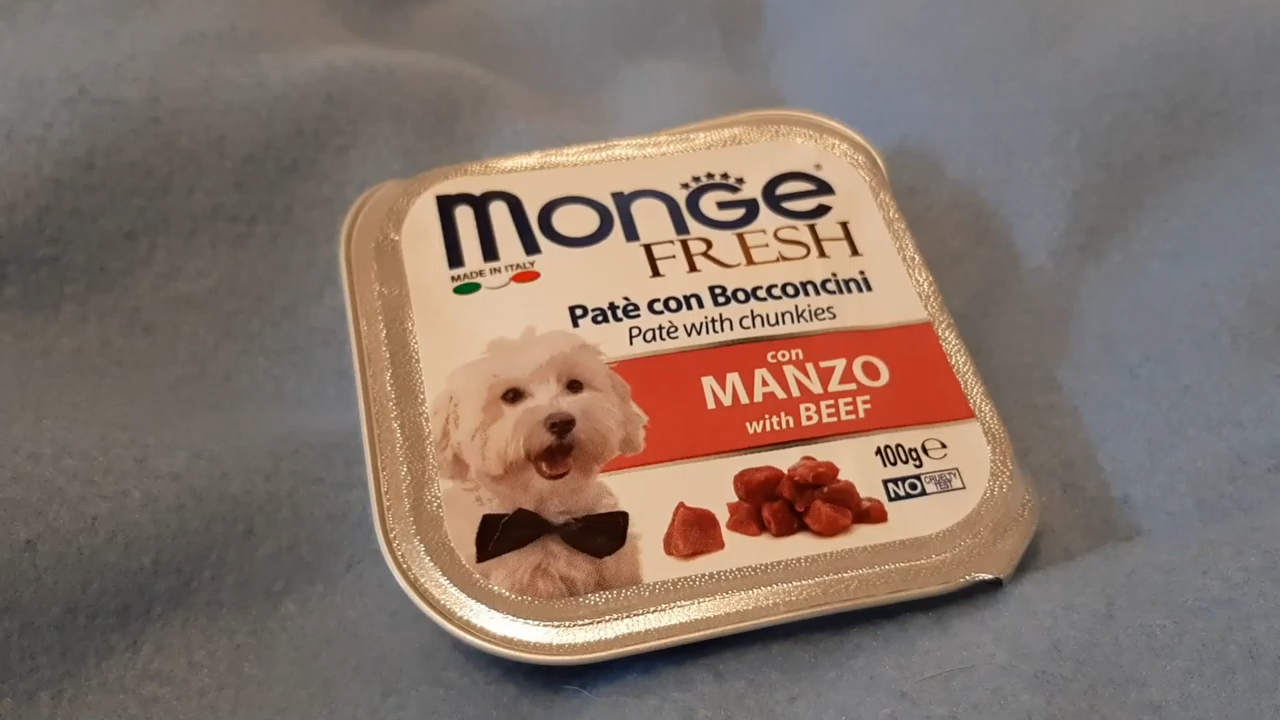 MONGE
FRESH
MADE IN ITALY
Patè con Bocconcini
Patè with chunkies
con
MANZO
with BEEF
100g℮
NO CRUELTY
TEST